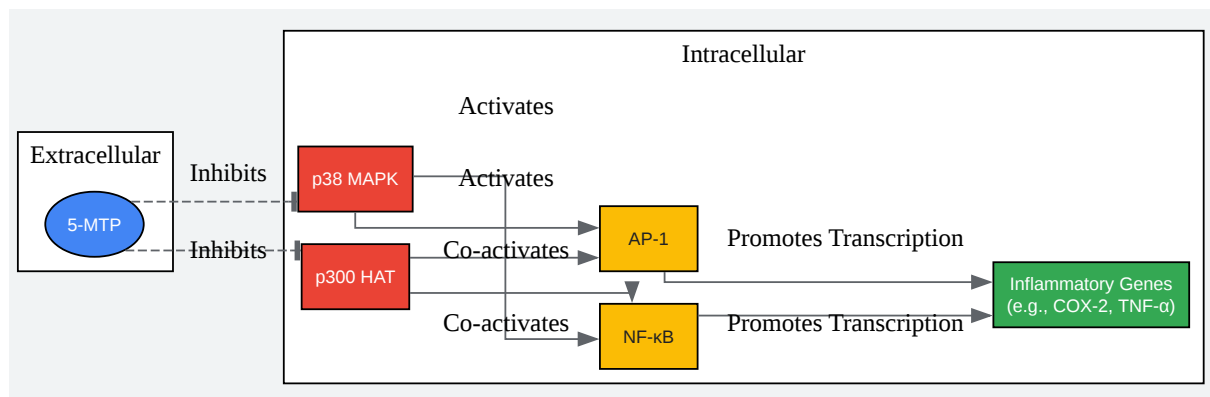 Intracellular
Activates
Extracellular
Inhibits
p38 MAPK
Activates
5-MTP
AP-1
Promotes Transcription
Inhibits
Co-activates
p300 HAT
Inflammatory Genes
(e.g., COX-2, TNF-α)
Co-activates
NF-κB
Promotes Transcription